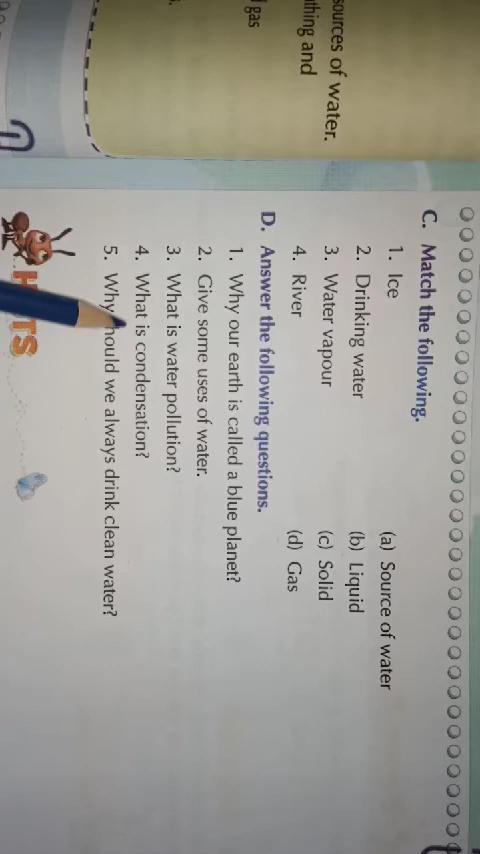 sources of water.
thing and
gas
C. Match the following.
1. Ice (a) Source of water
2. Drinking water (b) Liquid
3. Water vapour (c) Solid
4. River (d) Gas
D. Answer the following questions.
1. Why our earth is called a blue planet?
2. Give some uses of water.
3. What is water pollution?
4. What is condensation?
5. Why should we always drink clean water?